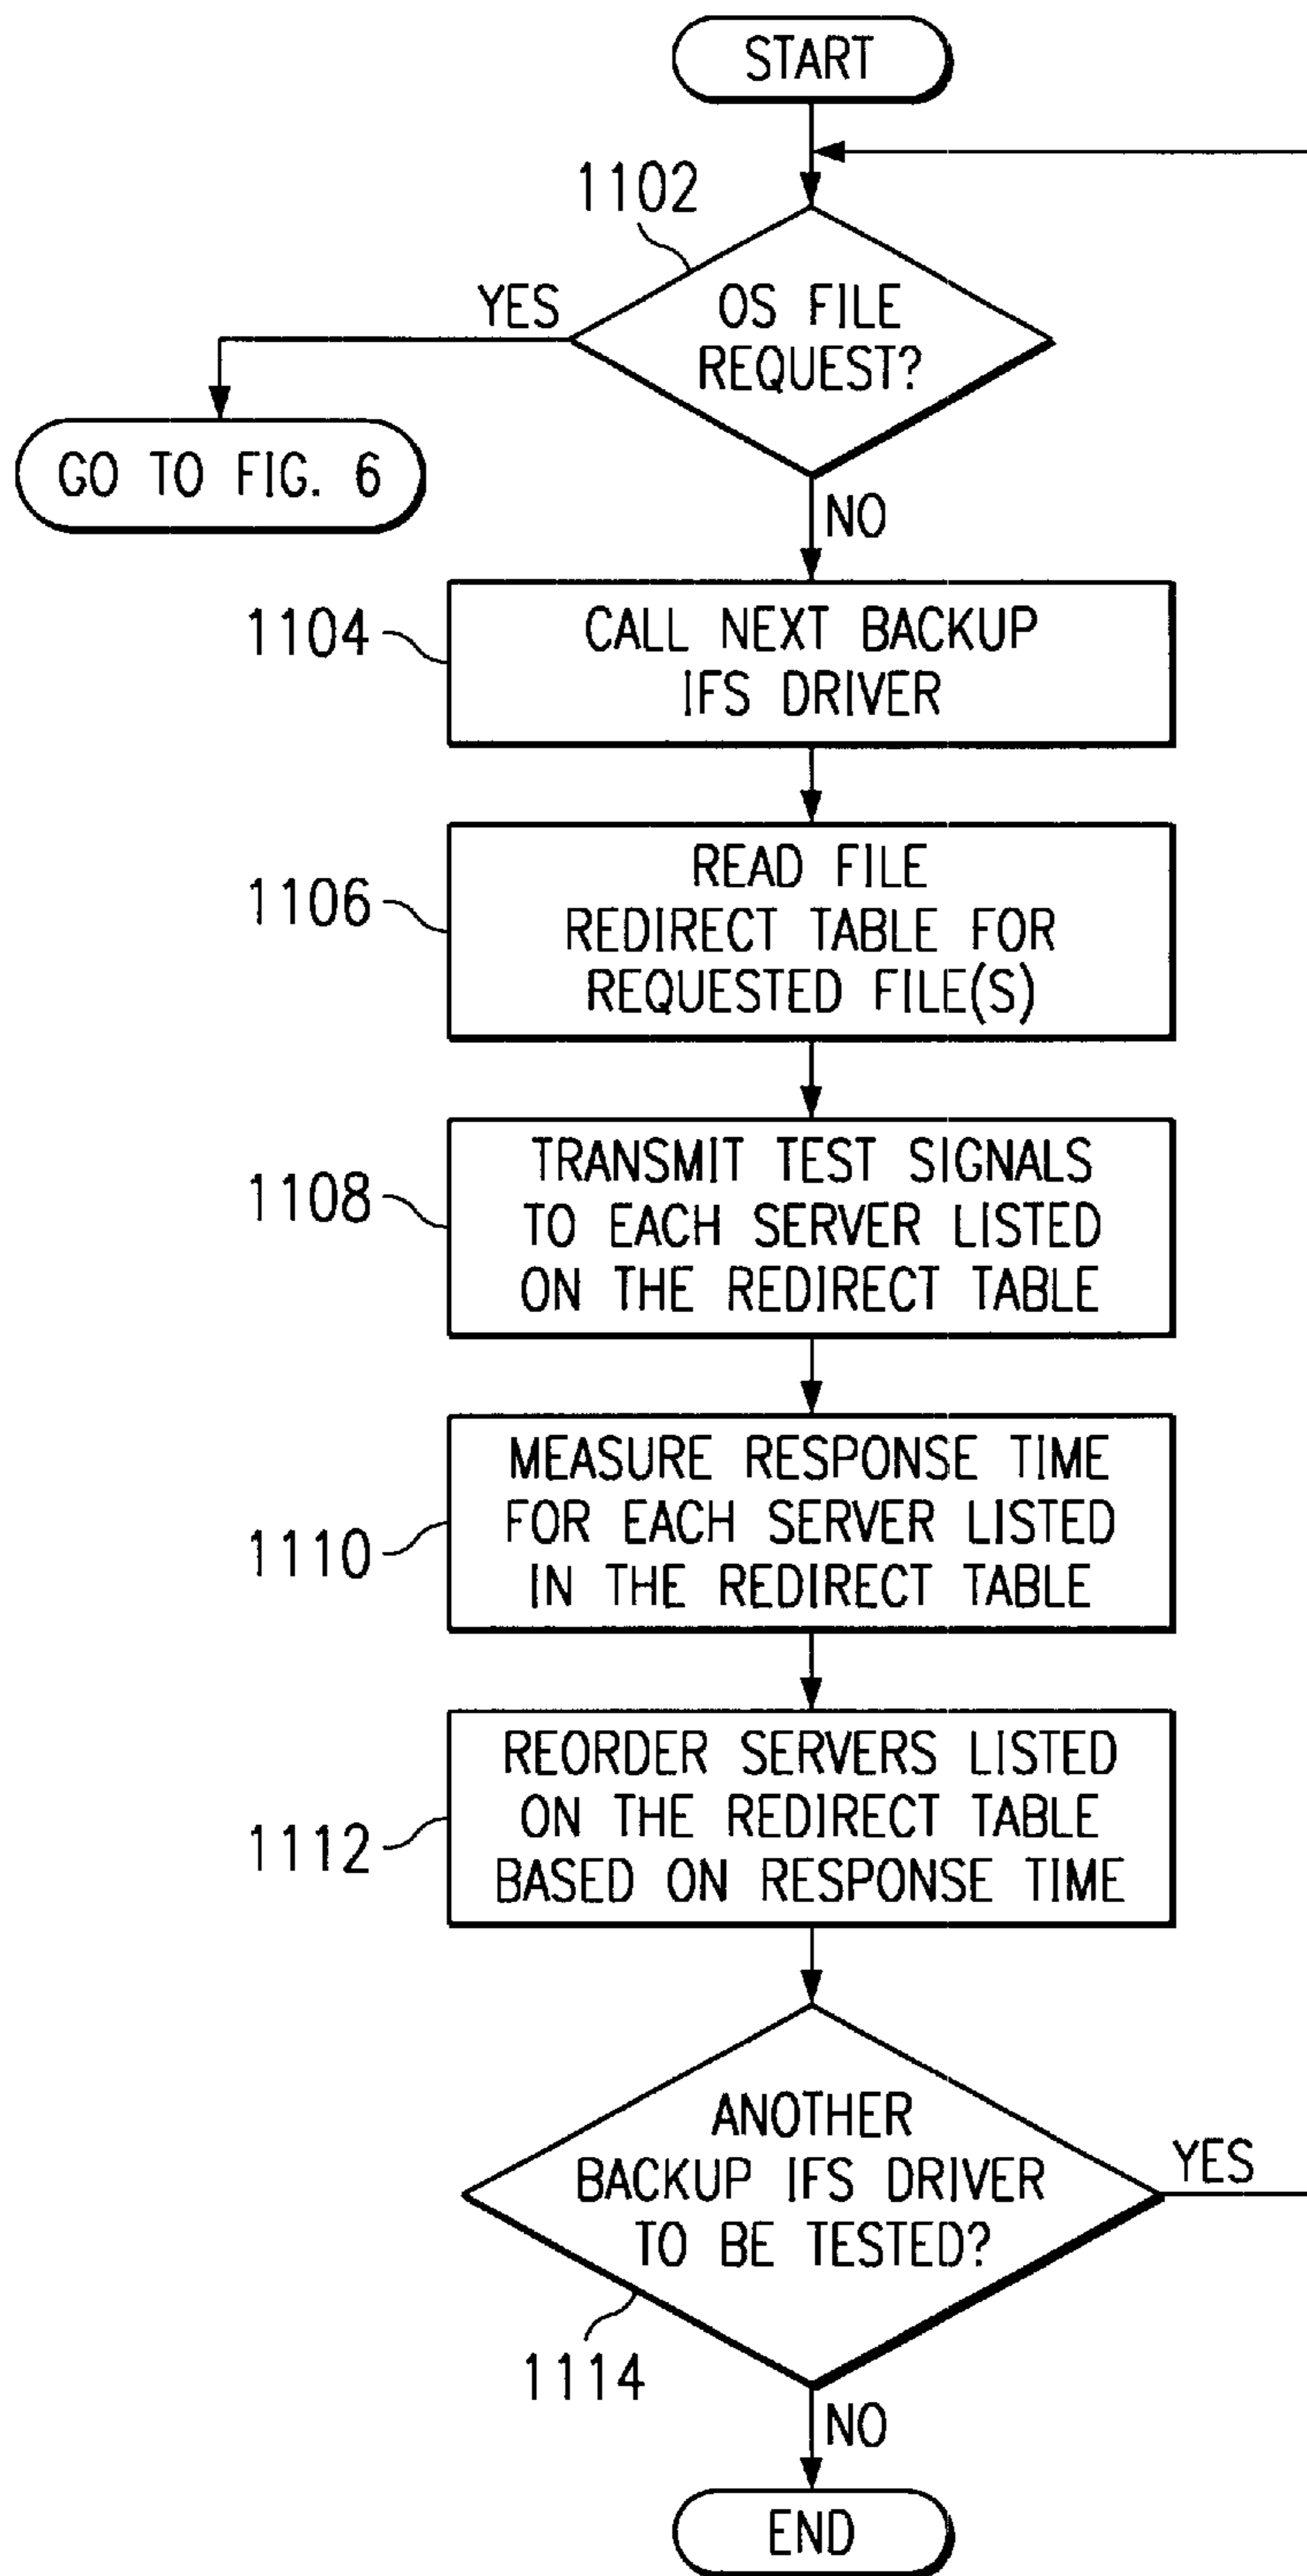 START
1102
OS FILE
REQUEST?
YES
GO TO FIG. 6
NO
1104
CALL NEXT BACKUP
IFS DRIVER
1106
READ FILE
REDIRECT TABLE FOR
REQUESTED FILE(S)
1108
TRANSMIT TEST SIGNALS
TO EACH SERVER LISTED
ON THE REDIRECT TABLE
1110
MEASURE RESPONSE TIME
FOR EACH SERVER LISTED
IN THE REDIRECT TABLE
1112
REORDER SERVERS LISTED
ON THE REDIRECT TABLE
BASED ON RESPONSE TIME
ANOTHER
BACKUP IFS DRIVER
TO BE TESTED?
YES
1114
NO
END